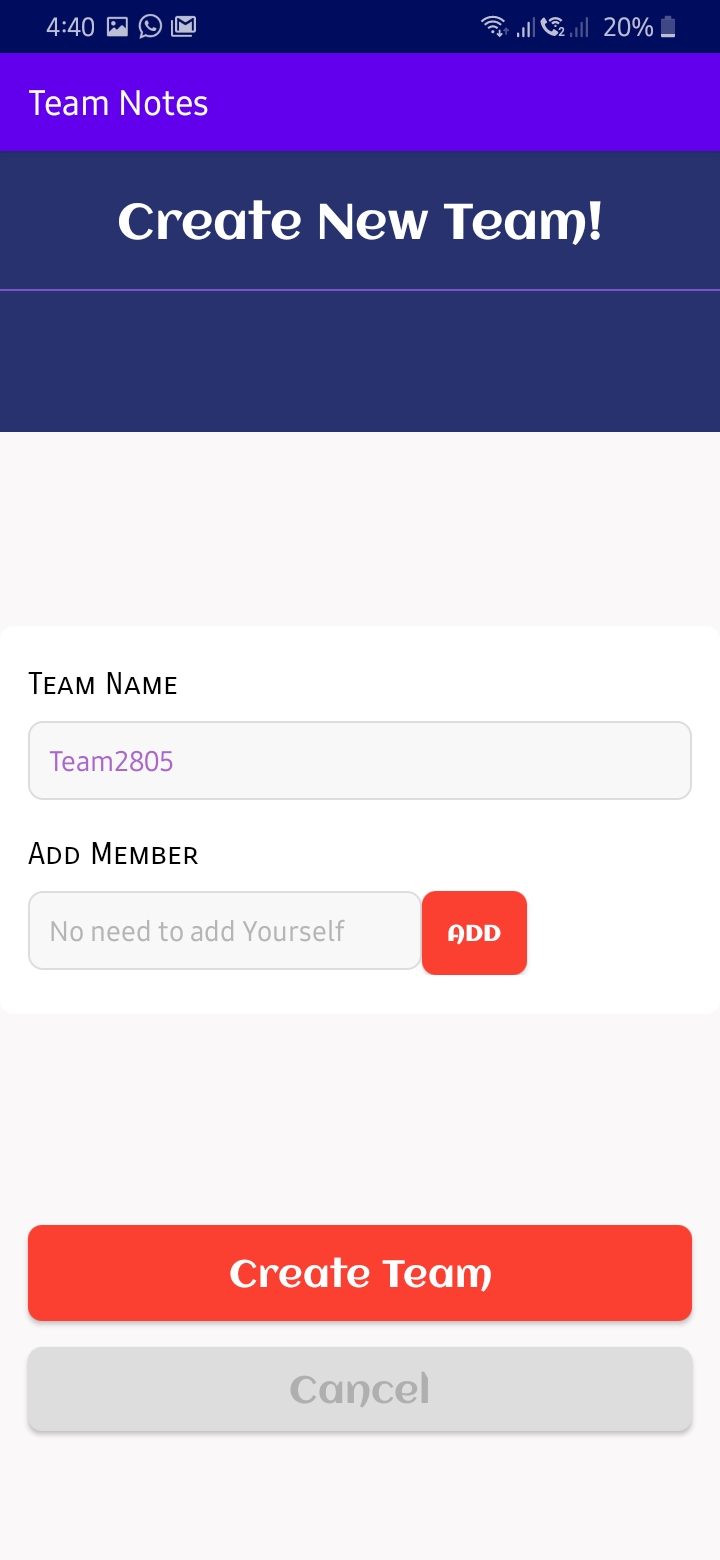 4:40 20%
Team Notes
Create New Team!
Team Name
Team2805
Add Member
No need to add Yourself ADD
Create Team
Cancel